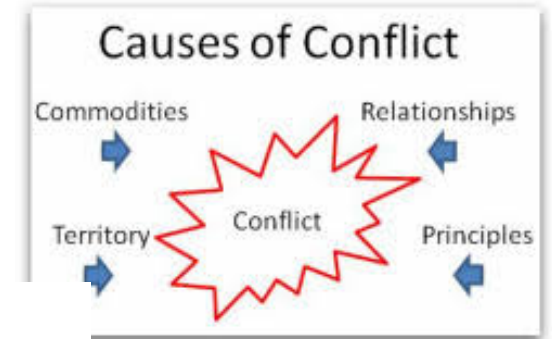 Causes of Conflict
Commodities
Relationships
Conflict
Territory
Principles